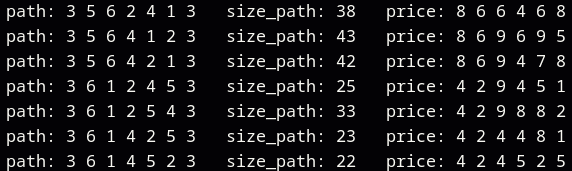 path: 3 5 6 2 4 1 3   size_path: 38   price: 8 6 6 4 6 8
path: 3 5 6 4 1 2 3   size_path: 43   price: 8 6 9 6 9 5
path: 3 5 6 4 2 1 3   size_path: 42   price: 8 6 9 4 7 8
path: 3 6 1 2 4 5 3   size_path: 25   price: 4 2 9 4 5 1
path: 3 6 1 2 5 4 3   size_path: 33   price: 4 2 9 8 8 2
path: 3 6 1 4 2 5 3   size_path: 23   price: 4 2 4 4 8 1
path: 3 6 1 4 5 2 3   size_path: 22   price: 4 2 4 5 2 5